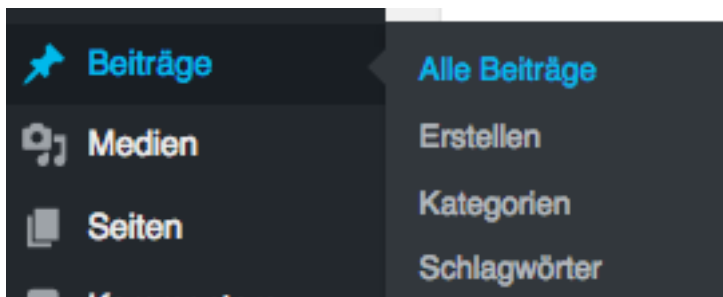 Beiträge
Medien
Seiten
Alle Beiträge
Erstellen
Kategorien
Schlagwörter